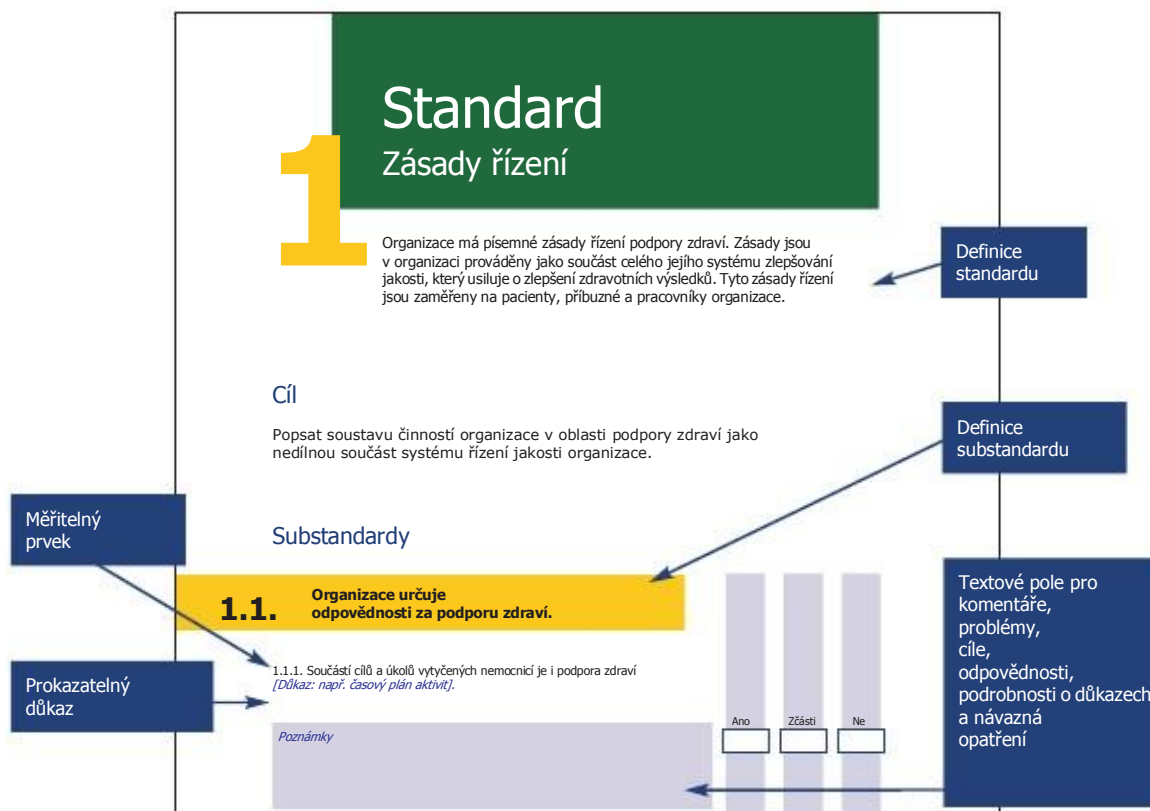 Standard
1
Zásady řízení
Organizace má písemné zásady řízení podpory zdraví. Zásady jsou
v organizaci prováděny jako součást celého jejího systému zlepšování
jakosti, který usiluje o zlepšení zdravotních výsledků. Tyto zásady řízení
jsou zaměřeny na pacienty, příbuzné a pracovníky organizace.
Definice
standardu
Cíl
Popsat soustavu činností organizace v oblasti podpory zdraví jako
nedílnou součást systému řízení jakosti organizace.
Definice
substandardu
Měřitelný
prvek
Substandardy
1.1.
Organizace určuje
odpovědnosti za podporu zdraví.
Textové pole pro
komentáře,
problémy,
cíle,
odpovědnosti,
podrobnosti o důkazech
a návazná
opatření
1.1.1. Součástí cílů a úkolů vytyčených nemocnicí je i podpora zdraví
[Důkaz: např. časový plán aktivit].
Prokazatelný
důkaz
Poznámky
Ano Zčásti Ne